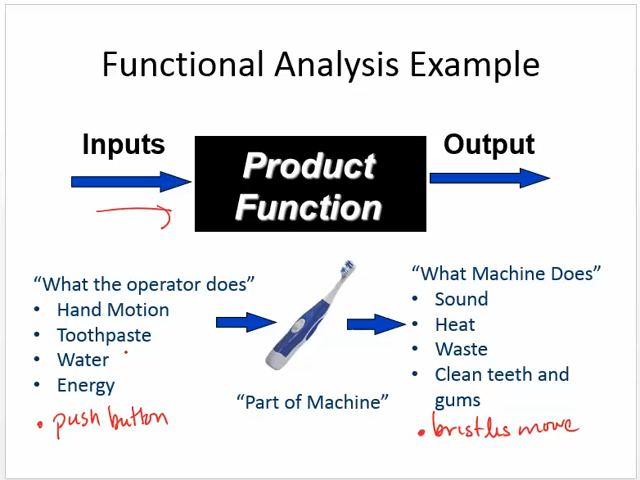 Functional Analysis Example
Inputs
Product
Function
Output
“What the operator does”
• Hand Motion
• Toothpaste
• Water
• Energy
• push button
“Part of Machine”
“What Machine Does”
• Sound
• Heat
• Waste
• Clean teeth and
gums
• bristles move